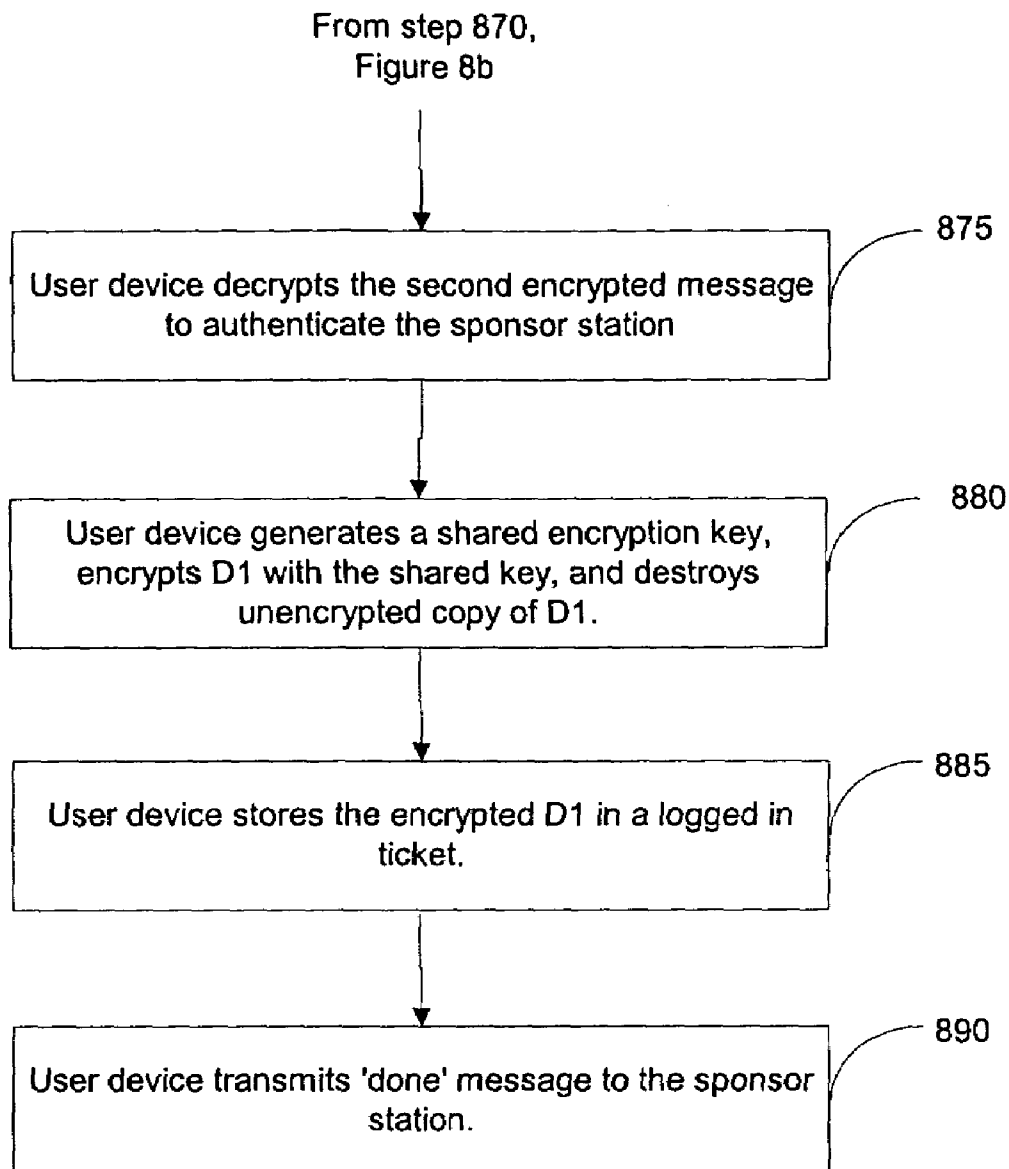 From step 870,
Figure 8b
875
User device decrypts the second encrypted message
to authenticate the sponsor station
880
User device generates a shared encryption key,
encrypts D1 with the shared key, and destroys
unencrypted copy of D1.
885
User device stores the encrypted D1 in a logged in
ticket.
890
User device transmits 'done' message to the sponsor
station.